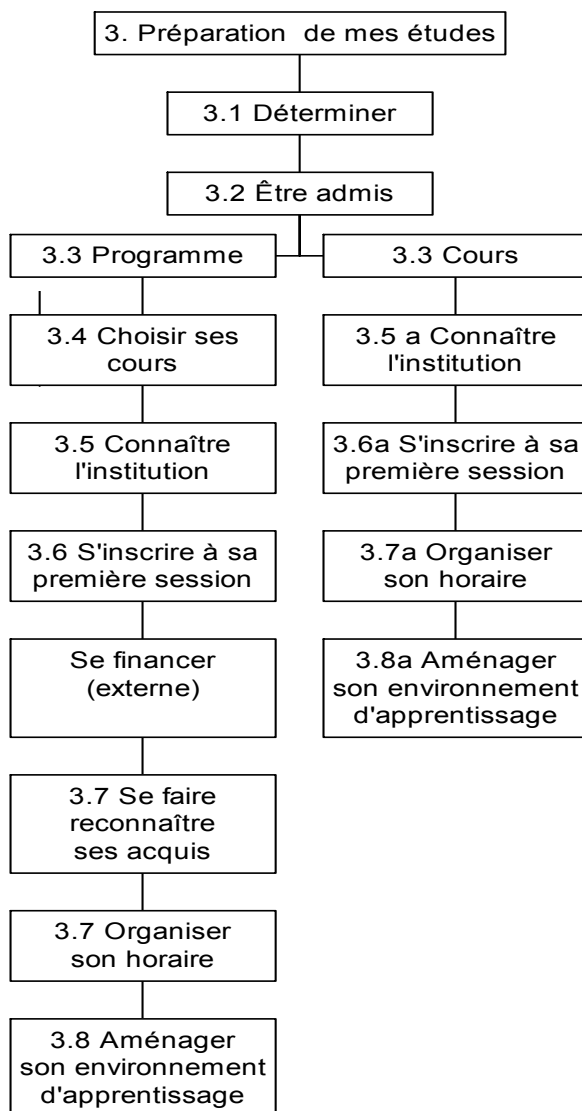 3. Préparation de mes études
3.1 Déterminer
3.2 Être admis
3.3 Programme
3.4 Choisir ses
cours
3.5 Connaître
l'institution
3.6 S'inscrire à sa
première session
Se financer
(externe)
3.7 Se faire
reconnaître
ses acquis
3.7 Organiser
son horaire
3.8 Aménager
son environnement
d'apprentissage
3.3 Cours
3.5 a Connaître
l'institution
3.6a S'inscrire à sa
première session
3.7a Organiser
son horaire
3.8a Aménager
son environnement
d'apprentissage